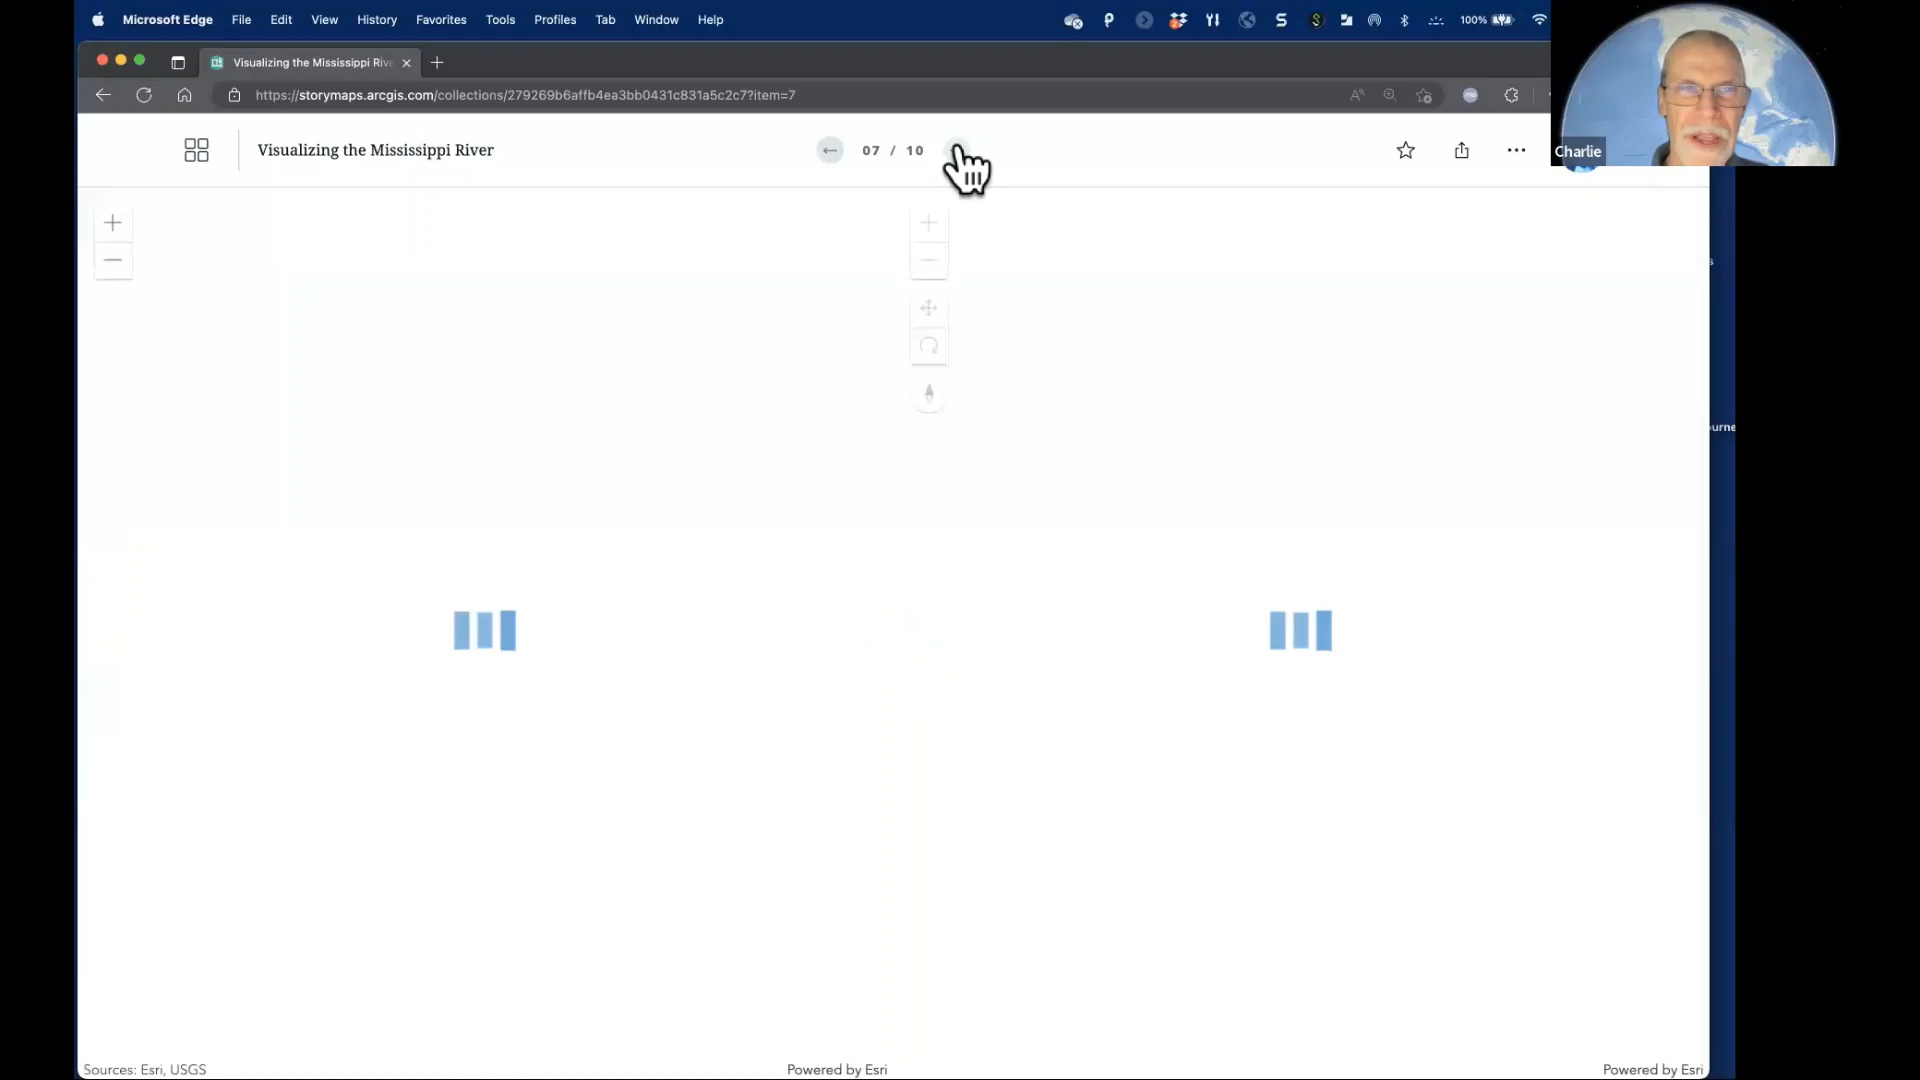 Microsoft Edge File Edit View History Favorites Tools Profiles Tab Window Help
100%
Visualizing the Mississippi Rive
https://storymaps.arcgis.com/collections/279269b6affb4ea3bb0431c831a5c2c7?item=7
Charlie
Visualizing the Mississippi River
07 / 10
Sources: Esri, USGS
Powered by Esri
Powered by Esri